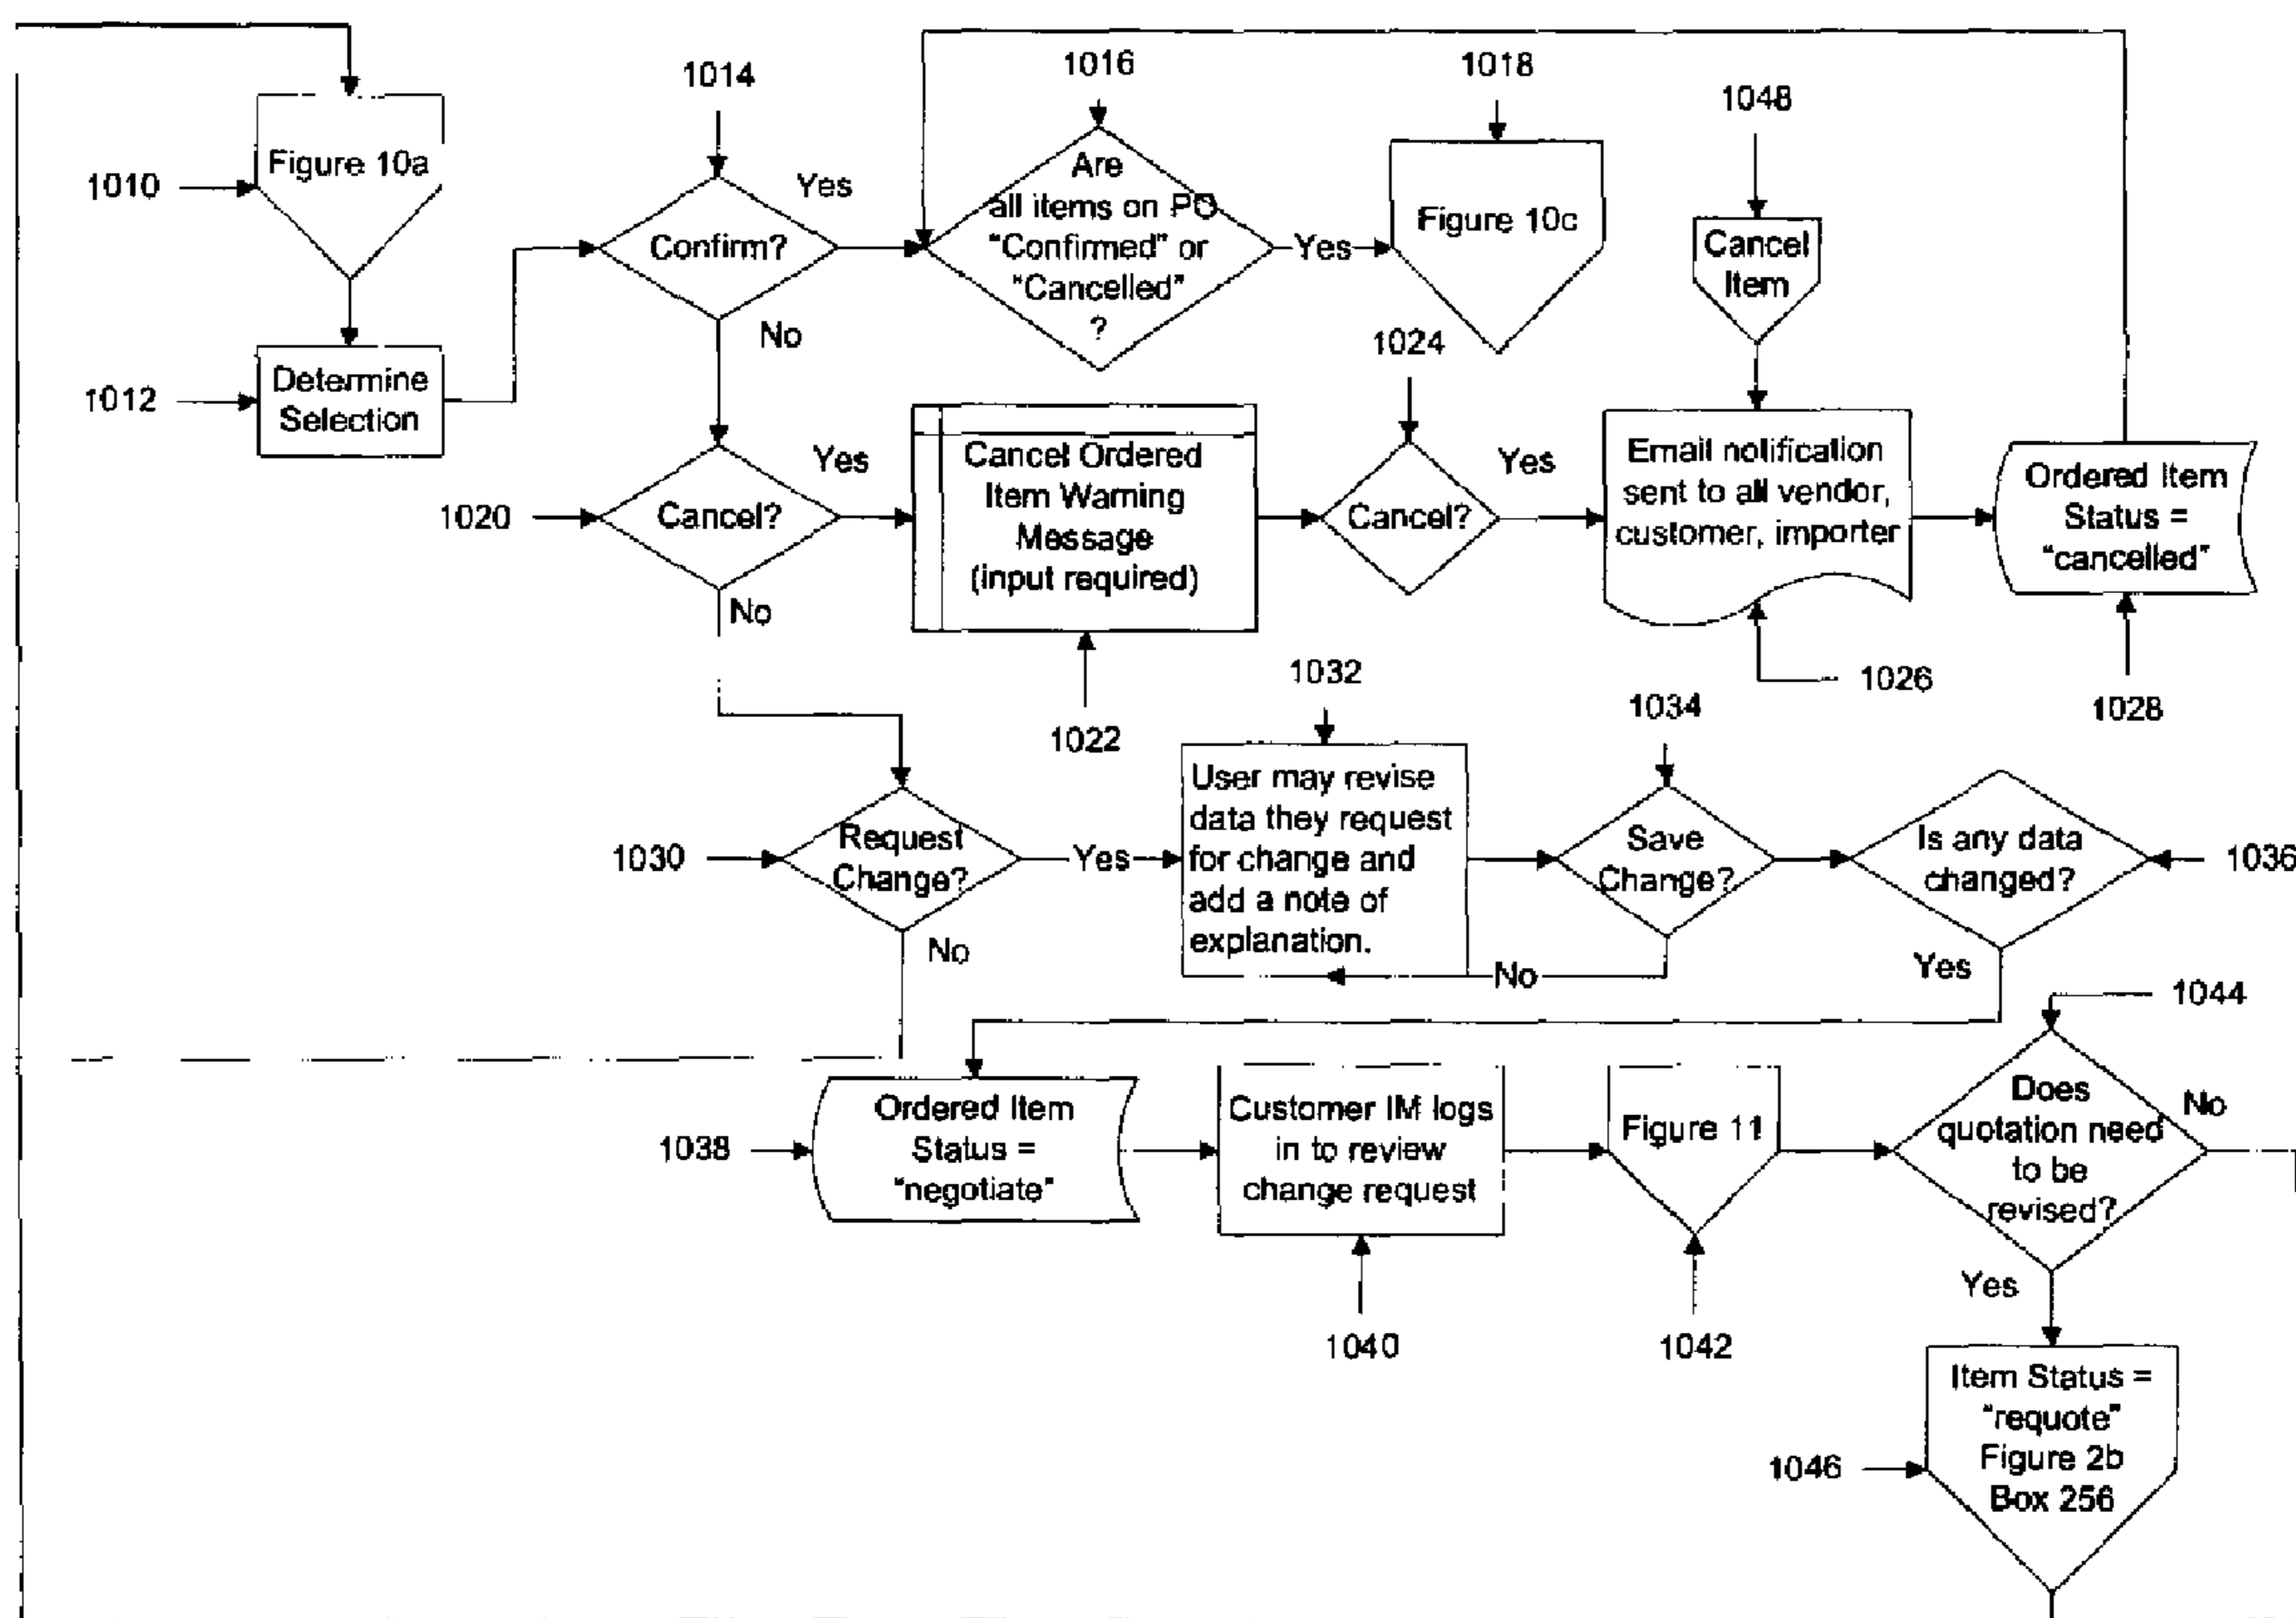 1014
1016
1018
1048
Figure 10a
1010
Yes
Confirm?
No
Are
all items on PO
"Confirmed" or
"Cancelled"
?
Yes
Figure 10c
Cancel
Item
1012
Determine
Selection
1024
1020
Cancel?
Yes
No
Cancel Ordered
Item Warning
Message
(input required)
1022
Cancel?
Yes
Email notification
sent to all vendor,
customer, importer
1026
Ordered Item
Status =
"cancelled"
1028
1032
1034
1030
Request
Change?
Yes
No
User may revise
data they request
for change and
add a note of
explanation.
Save
Change?
No
Is any data
changed?
1036
Yes
1044
1038
Ordered Item
Status =
"negotiate"
Customer IM logs
in to review
change request
1040
Figure 11
1042
Does
quotation need
to be
revised?
No
Yes
1046
Item Status =
"requote"
Figure 2b
Box 256